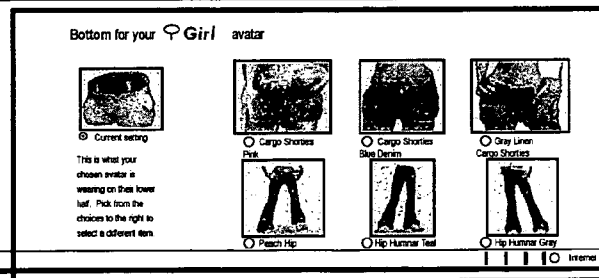 Bottom for your Girl avatar
Current setting
This is what your
chosen avatar is
wearing on their lower
half. Pick from the
choices to the right to
select a different item
Cargo Shorties
Pink
Cargo Shorties
Blue Denim
Gray Linen
Cargo Shorties
Peach Hip
Hip Humnar Teal
Hip Humnar Gray
Internet